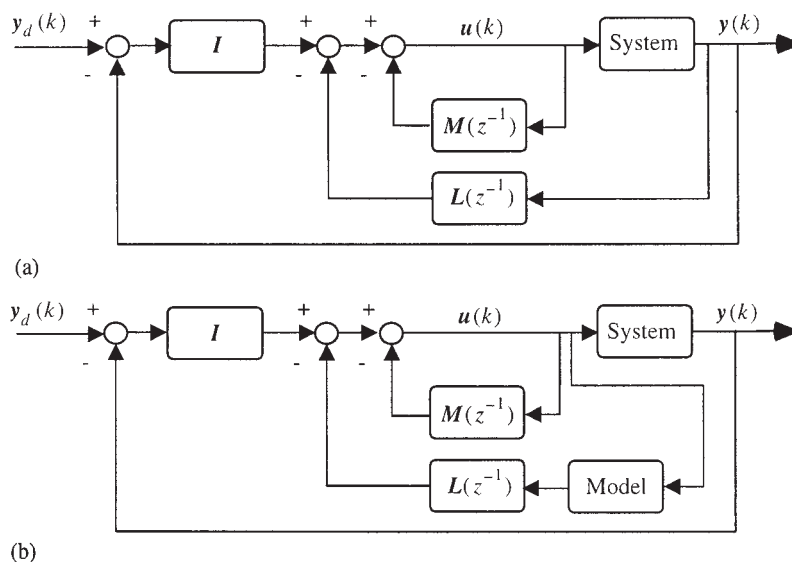 y_d(k) + + + u(k) System y(k)
I
- - -
M(z⁻¹)
L(z⁻¹)
(a)
y_d(k) + + + u(k) System y(k)
I
- - -
M(z⁻¹)
L(z⁻¹) Model
(b)